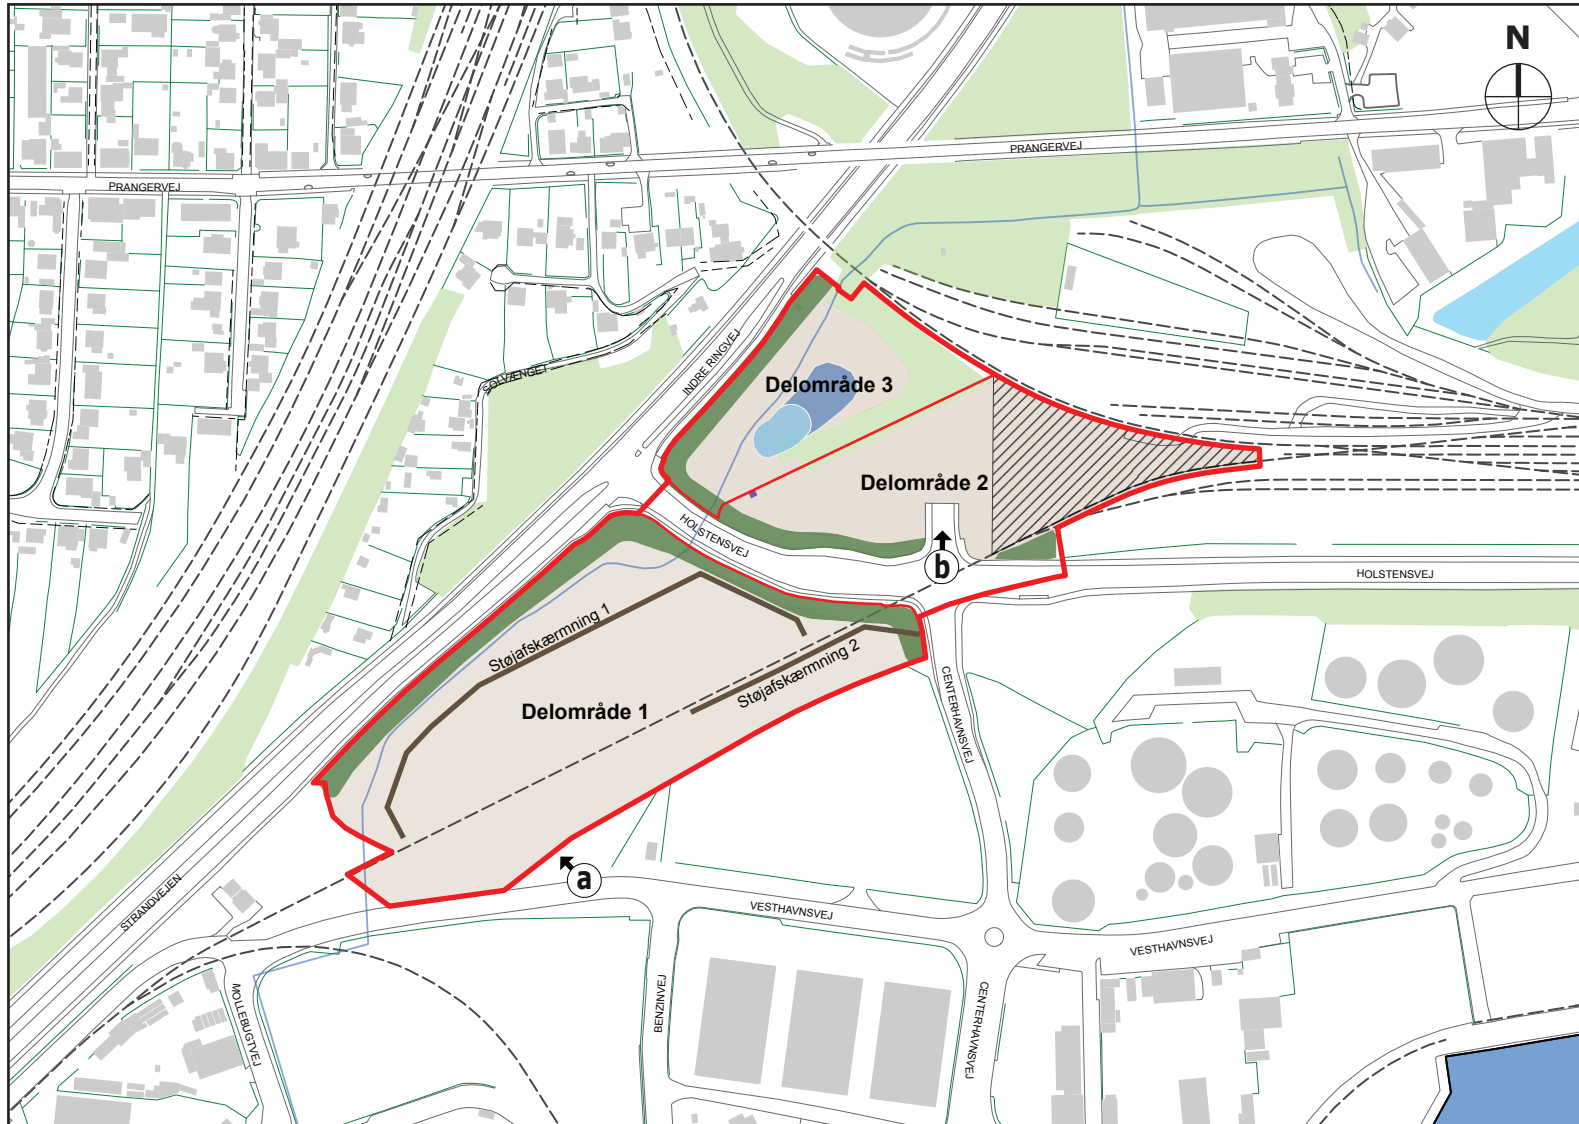 N
PRANGERVEJ
PRANGERVEJ
INDRE RINGVEJ
SOLVÆNGET
Delområde 3
Delområde 2
HOLSTENSVEJ
b
HOLSTENSVEJ
Støjafskærmning 1
Støjafskærmning 2
Delområde 1
CENTERHAVNSVEJ
a
STRANDVEJEN
VESTHAVNSVEJ
VESTHAVNSVEJ
MOLLEBUGTVEJ
BENZINVEJ
CENTERHAVNSVEJ